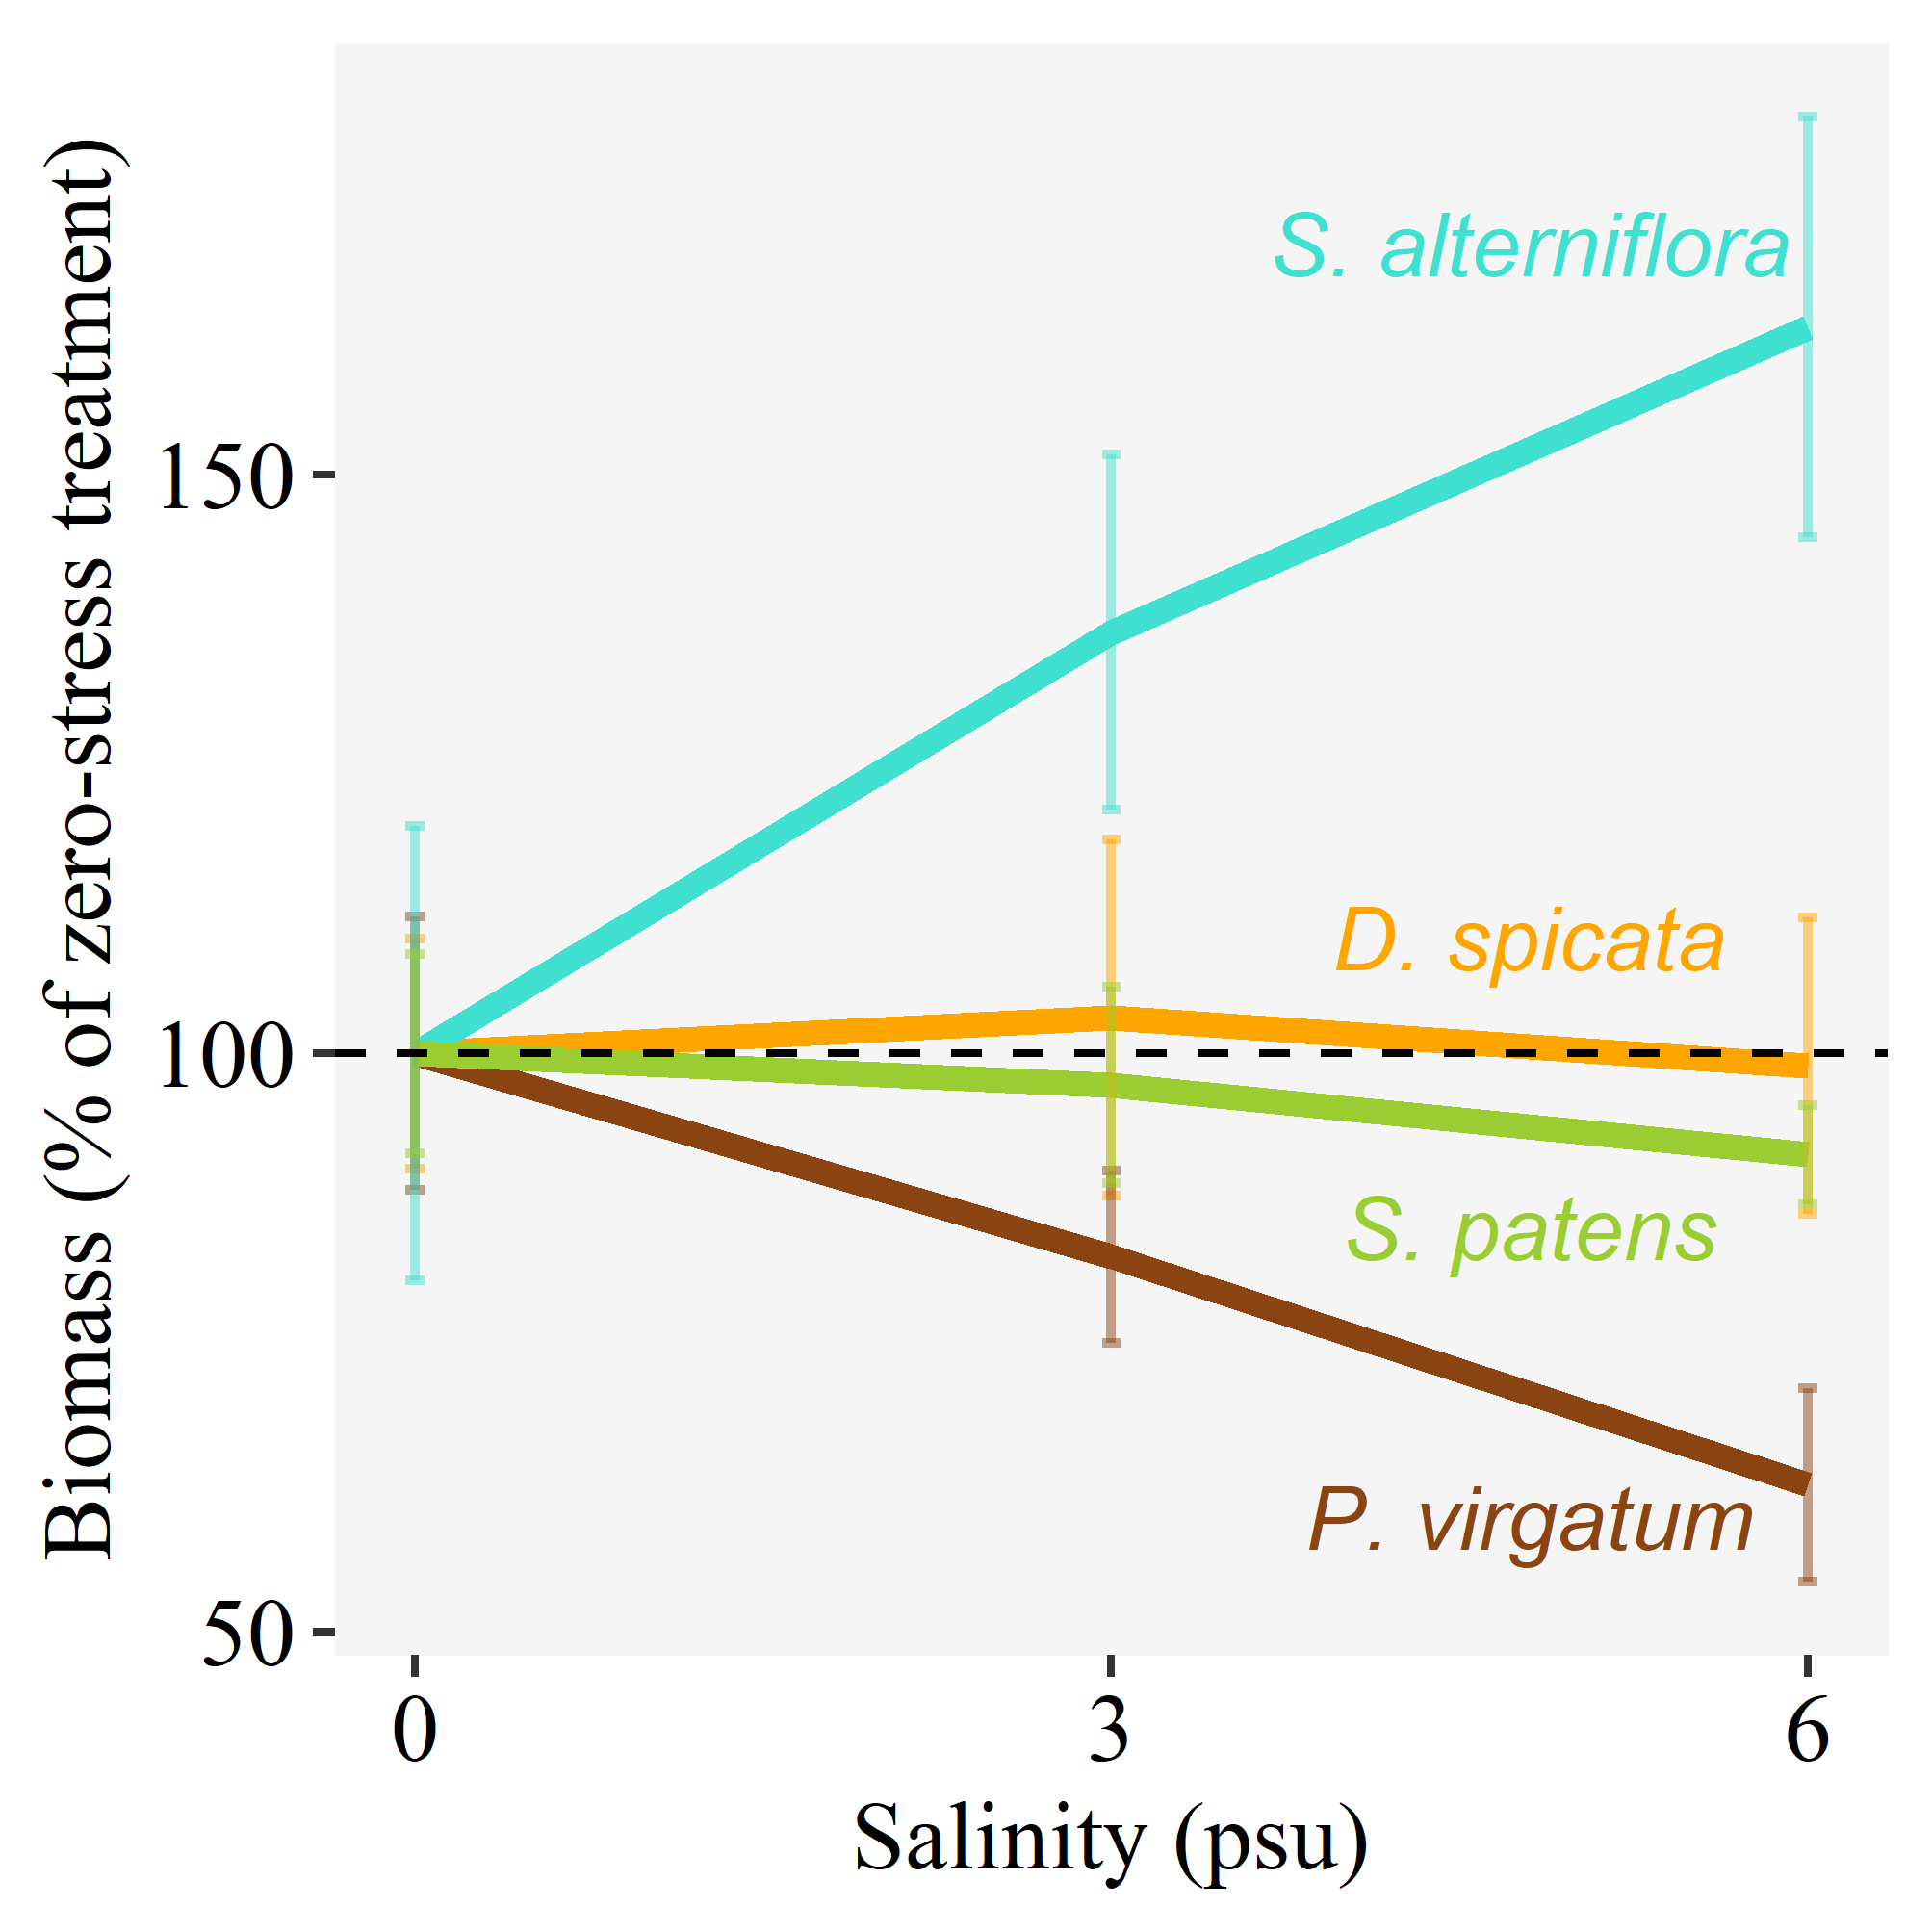 Biomass (% of zero-stress treatment)
150
100
50
S. alterniflora
D. spicata
S. patens
P. virgatum
0 3 6
Salinity (psu)